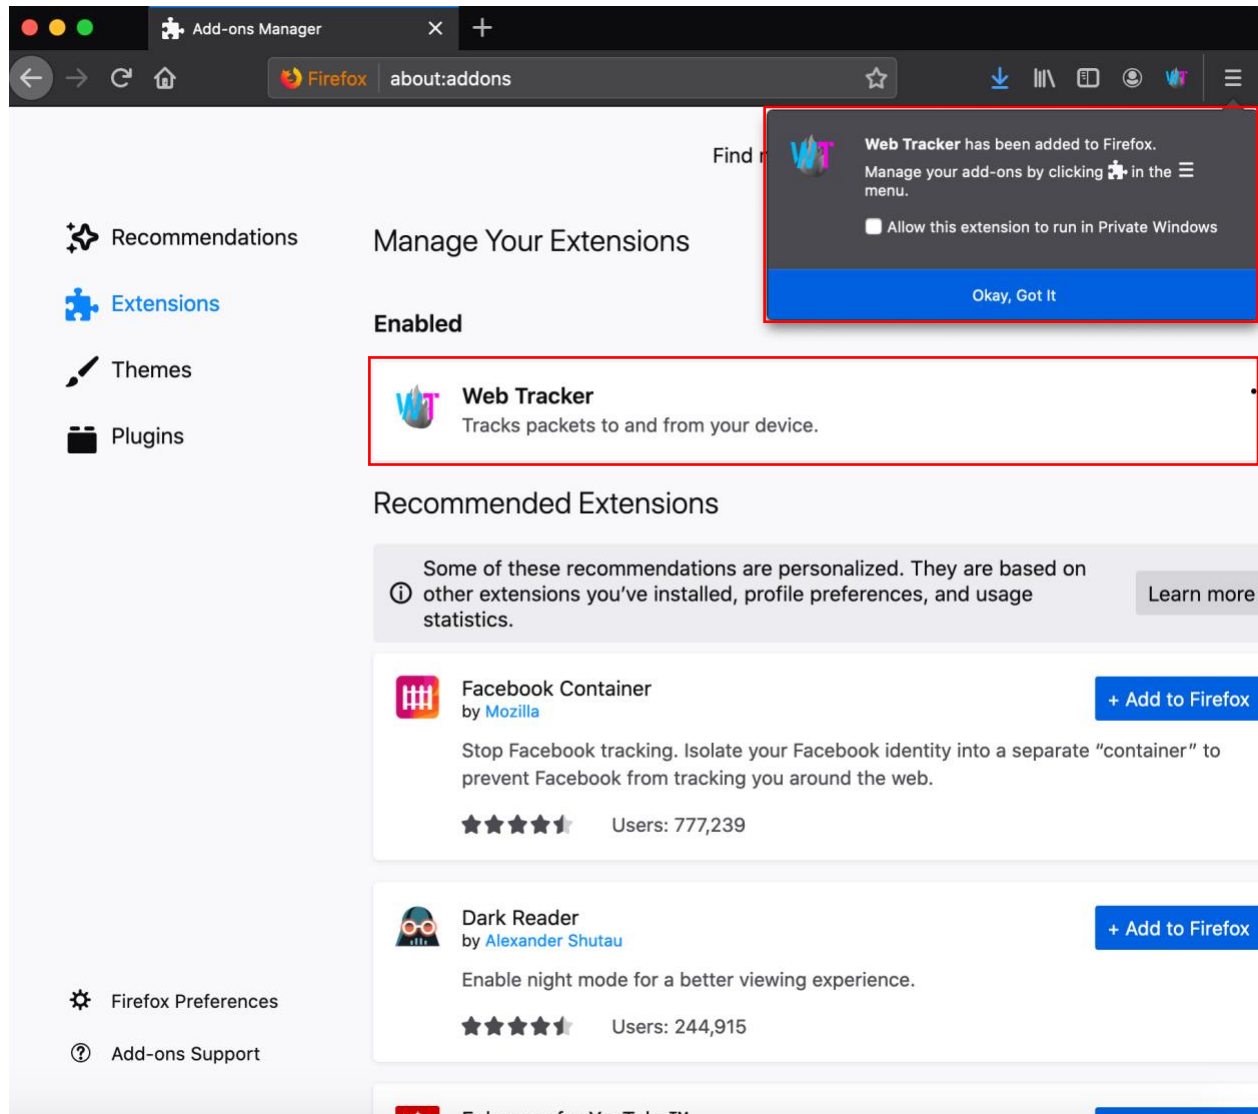 Add-ons Manager
Firefox
about:addons
Find
Web Tracker has been added to Firefox.
Manage your add-ons by clicking in the
menu.
Allow this extension to run in Private Windows
Okay, Got It
Recommendations
Extensions
Themes
Plugins
Manage Your Extensions
Enabled
WT Web Tracker
Tracks packets to and from your device.
Recommended Extensions
Some of these recommendations are personalized. They are based on
other extensions you’ve installed, profile preferences, and usage
statistics.
Learn more
Facebook Container
by Mozilla
+ Add to Firefox
Stop Facebook tracking. Isolate your Facebook identity into a separate “container” to
prevent Facebook from tracking you around the web.
Users: 777,239
Dark Reader
by Alexander Shutau
+ Add to Firefox
Enable night mode for a better viewing experience.
Users: 244,915
Firefox Preferences
Add-ons Support